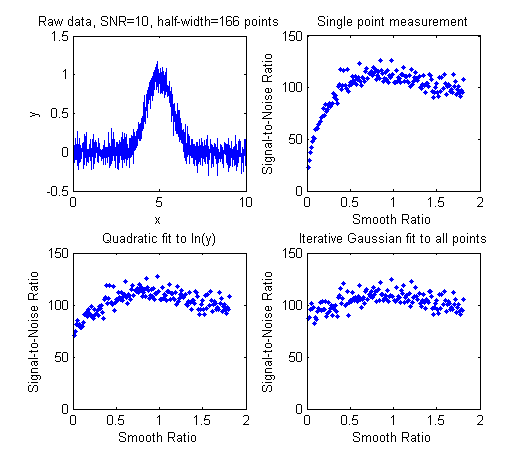 Raw data, SNR=10, half-width=166 points
1.5
1
0.5
0
-0.5
y
0 5 10
x
Single point measurement
150
100
50
0
Signal-to-Noise Ratio
0 0.5 1 1.5 2
Smooth Ratio
Quadratic fit to ln(y)
150
100
50
0
Signal-to-Noise Ratio
0 0.5 1 1.5 2
Smooth Ratio
Iterative Gaussian fit to all points
150
100
50
0
Signal-to-Noise Ratio
0 0.5 1 1.5 2
Smooth Ratio